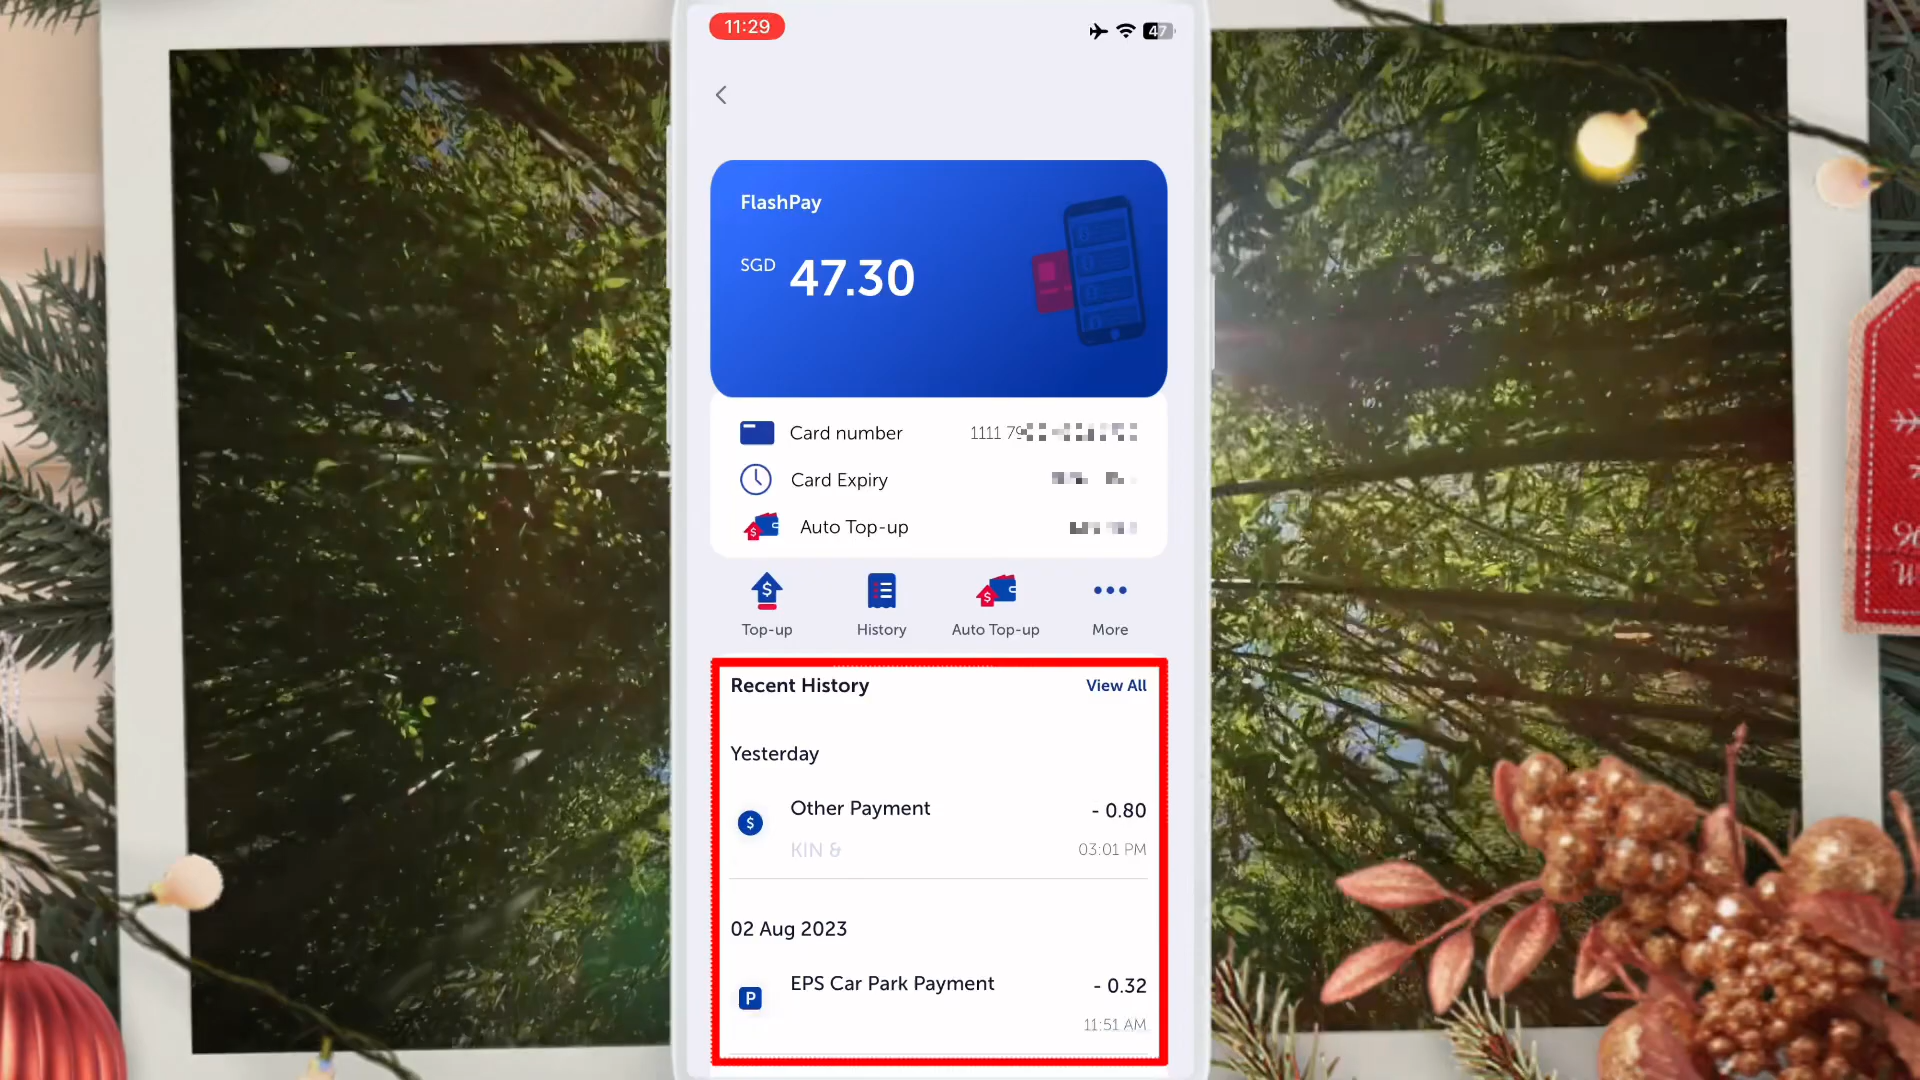 11:29
47
FlashPay
SGD 47.30
Card number 1111 79
Card Expiry
Auto Top-up
Top-up History Auto Top-up More
Recent History View All
Yesterday
Other Payment - 0.80
KIN & 03:01 PM
02 Aug 2023
EPS Car Park Payment - 0.32
P
11:51 AM